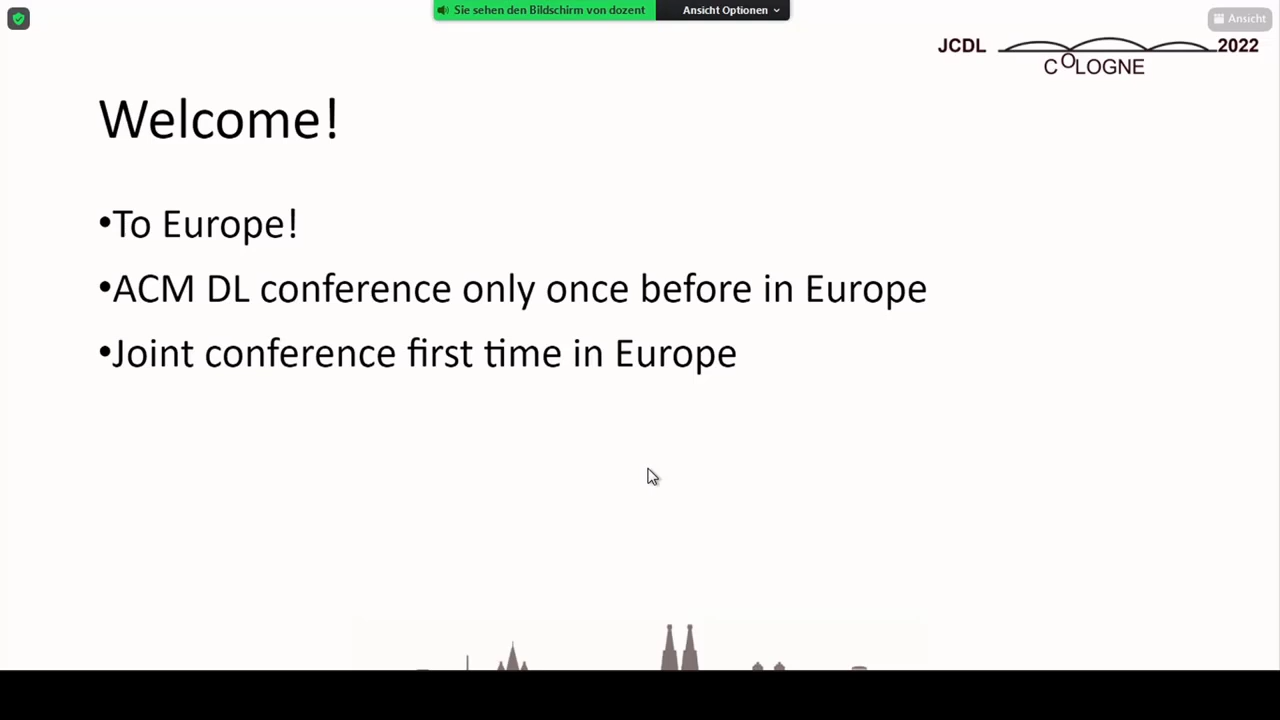 Sie sehen den Bildschirm von dozent
Ansicht Optionen
Ansicht
JCDL 2022
COLOGNE
Welcome!
•To Europe!
•ACM DL conference only once before in Europe
•Joint conference first time in Europe